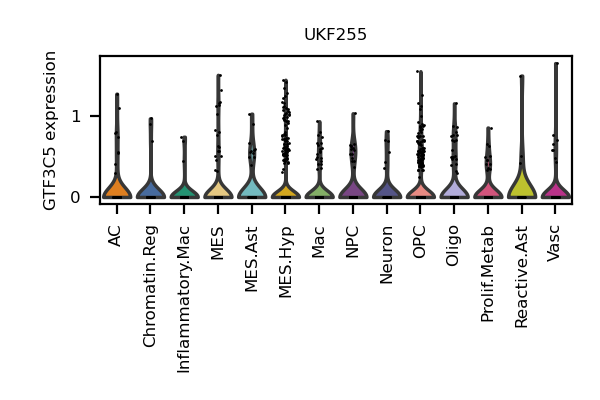 UKF255
GTF3C5 expression
1
0
AC
Chromatin.Reg
Inflammatory.Mac
MES
MES.Ast
MES.Hyp
Mac
NPC
Neuron
OPC
Oligo
Prolif.Metab
Reactive.Ast
Vasc